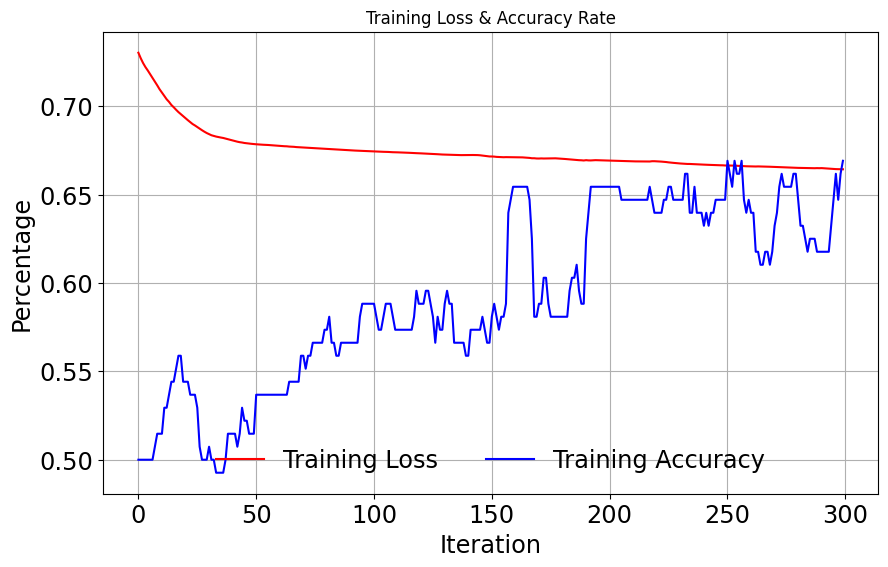 Training Loss & Accuracy Rate
Percentage
0.70
0.65
0.60
0.55
0.50
Training Loss
Training Accuracy
0
50
100
150
200
250
300
Iteration